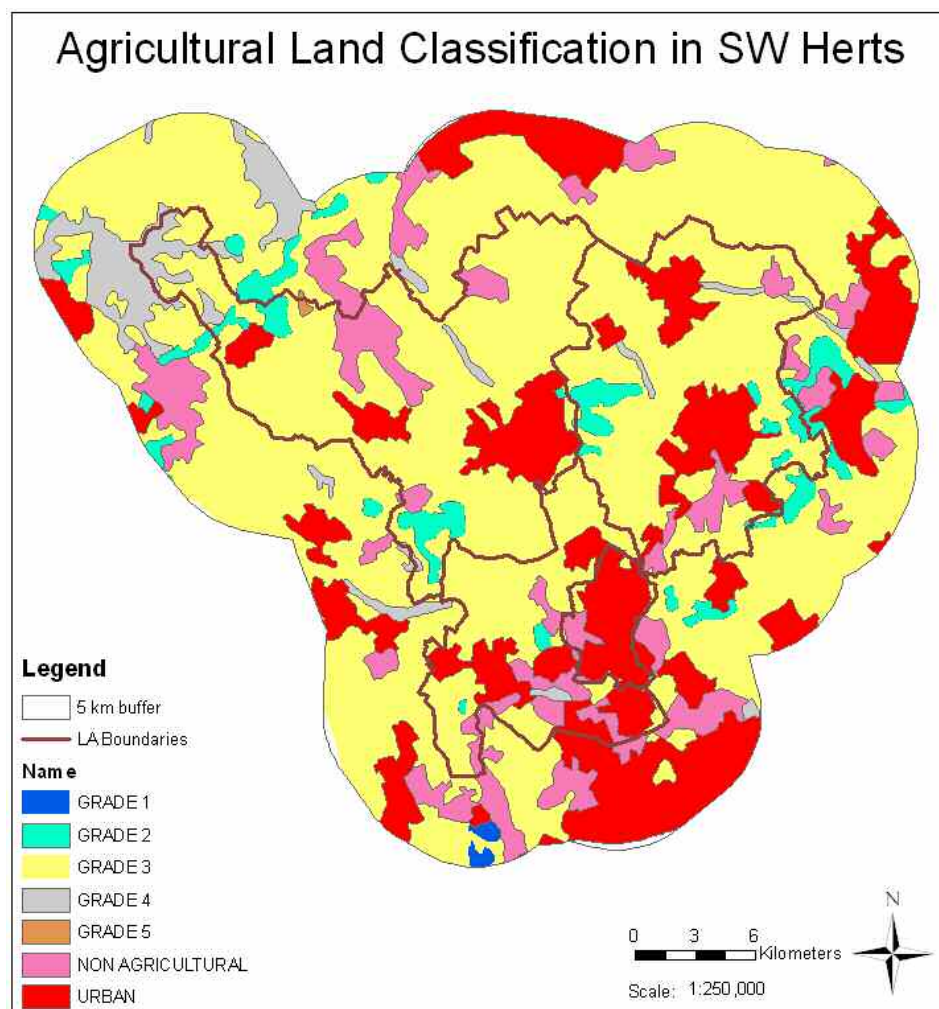 Agricultural Land Classification in SW Herts
Legend
5 km buffer
LA Boundaries
Name
GRADE 1
GRADE 2
GRADE 3
GRADE 4
GRADE 5
NON AGRICULTURAL
URBAN
N
0 3 6
Kilometers
Scale: 1:250,000